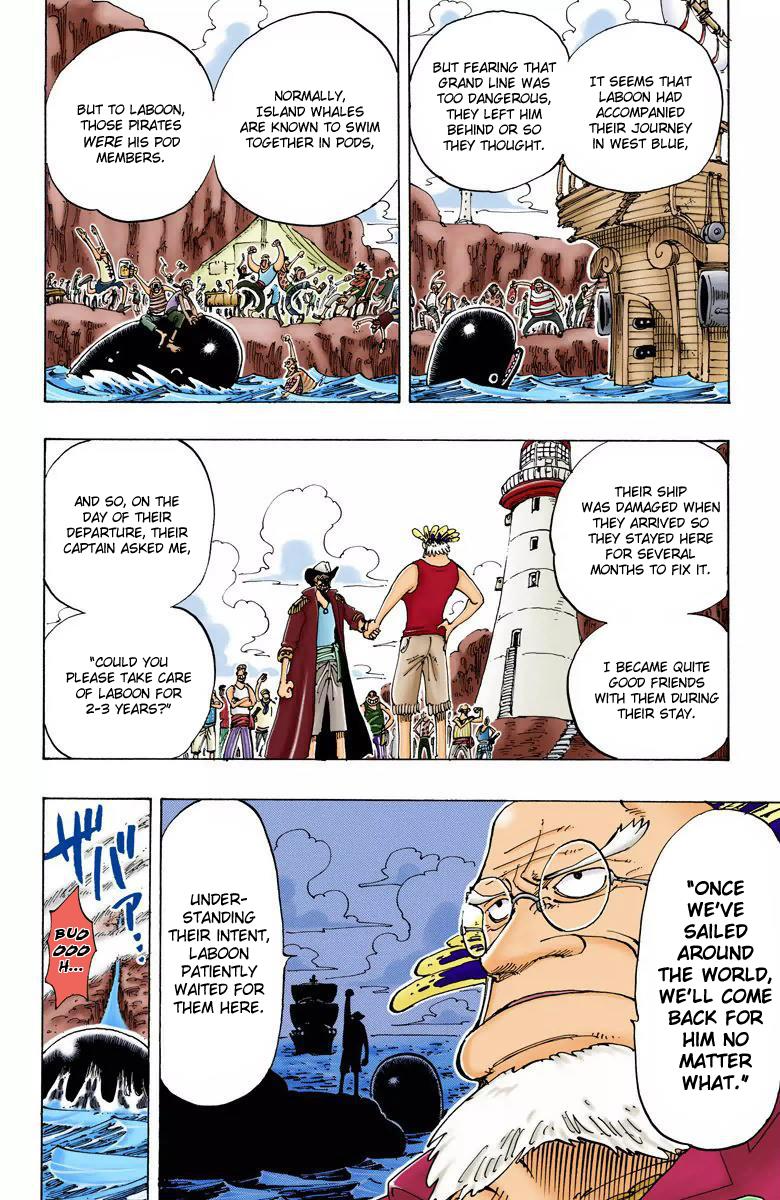 IT SEEMS THAT
LABOON HAD
ACCOMPANIED
THEIR JOURNEY
IN WEST BLUE,
BUT FEARING THAT
GRAND LINE WAS
TOO DANGEROUS,
THEY LEFT HIM
BEHIND OR SO
THEY THOUGHT.
NORMALLY,
ISLAND WHALES
ARE KNOWN TO SWIM
TOGETHER IN PODS,
BUT TO LABOON,
THOSE PIRATES
WERE HIS POD
MEMBERS.
THEIR SHIP
WAS DAMAGED WHEN
THEY ARRIVED SO
THEY STAYED HERE
FOR SEVERAL
MONTHS TO FIX IT.
I BECAME QUITE
GOOD FRIENDS
WITH THEM DURING
THEIR STAY.
AND SO, ON THE
DAY OF THEIR
DEPARTURE, THEIR
CAPTAIN ASKED ME,
"COULD YOU
PLEASE TAKE CARE
OF LABOON FOR
2-3 YEARS?"
"ONCE
WE'VE
SAILED
AROUND
THE WORLD,
WE'LL COME
BACK FOR
HIM NO
MATTER
WHAT."
UNDER-
STANDING
THEIR INTENT,
LABOON
PATIENTLY
WAITED FOR
THEM HERE.
ザバァ…
BUO
OOO
H...